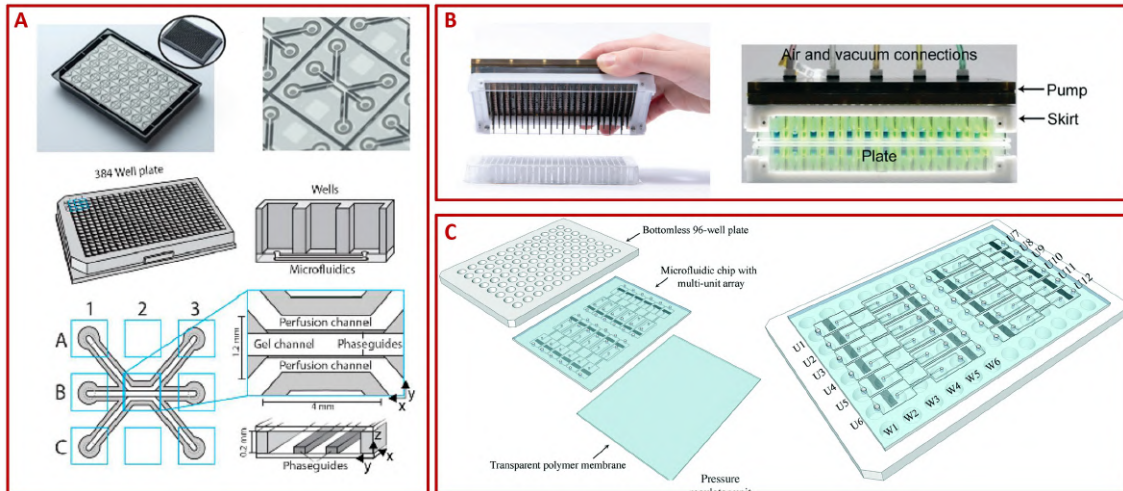 A
384 Well plate
Wells
Microfluidics
1 2 3
A
B
C
Perfusion channel
1.2 mm
Gel channel
Phaseguides
Perfusion channel
4 mm
y
x
0.2 mm
z
x
y
Phaseguides
B
Air and vacuum connections
Pump
Skirt
Plate
C
Bottomless 96-well plate
Microfluidic chip with
multi-unit array
Transparent polymer membrane
Pressure
U7
U8
U9
U10
U11
U12
U1
U2
U3
U4
U5
U6
W1
W2
W3
W4
W5
W6